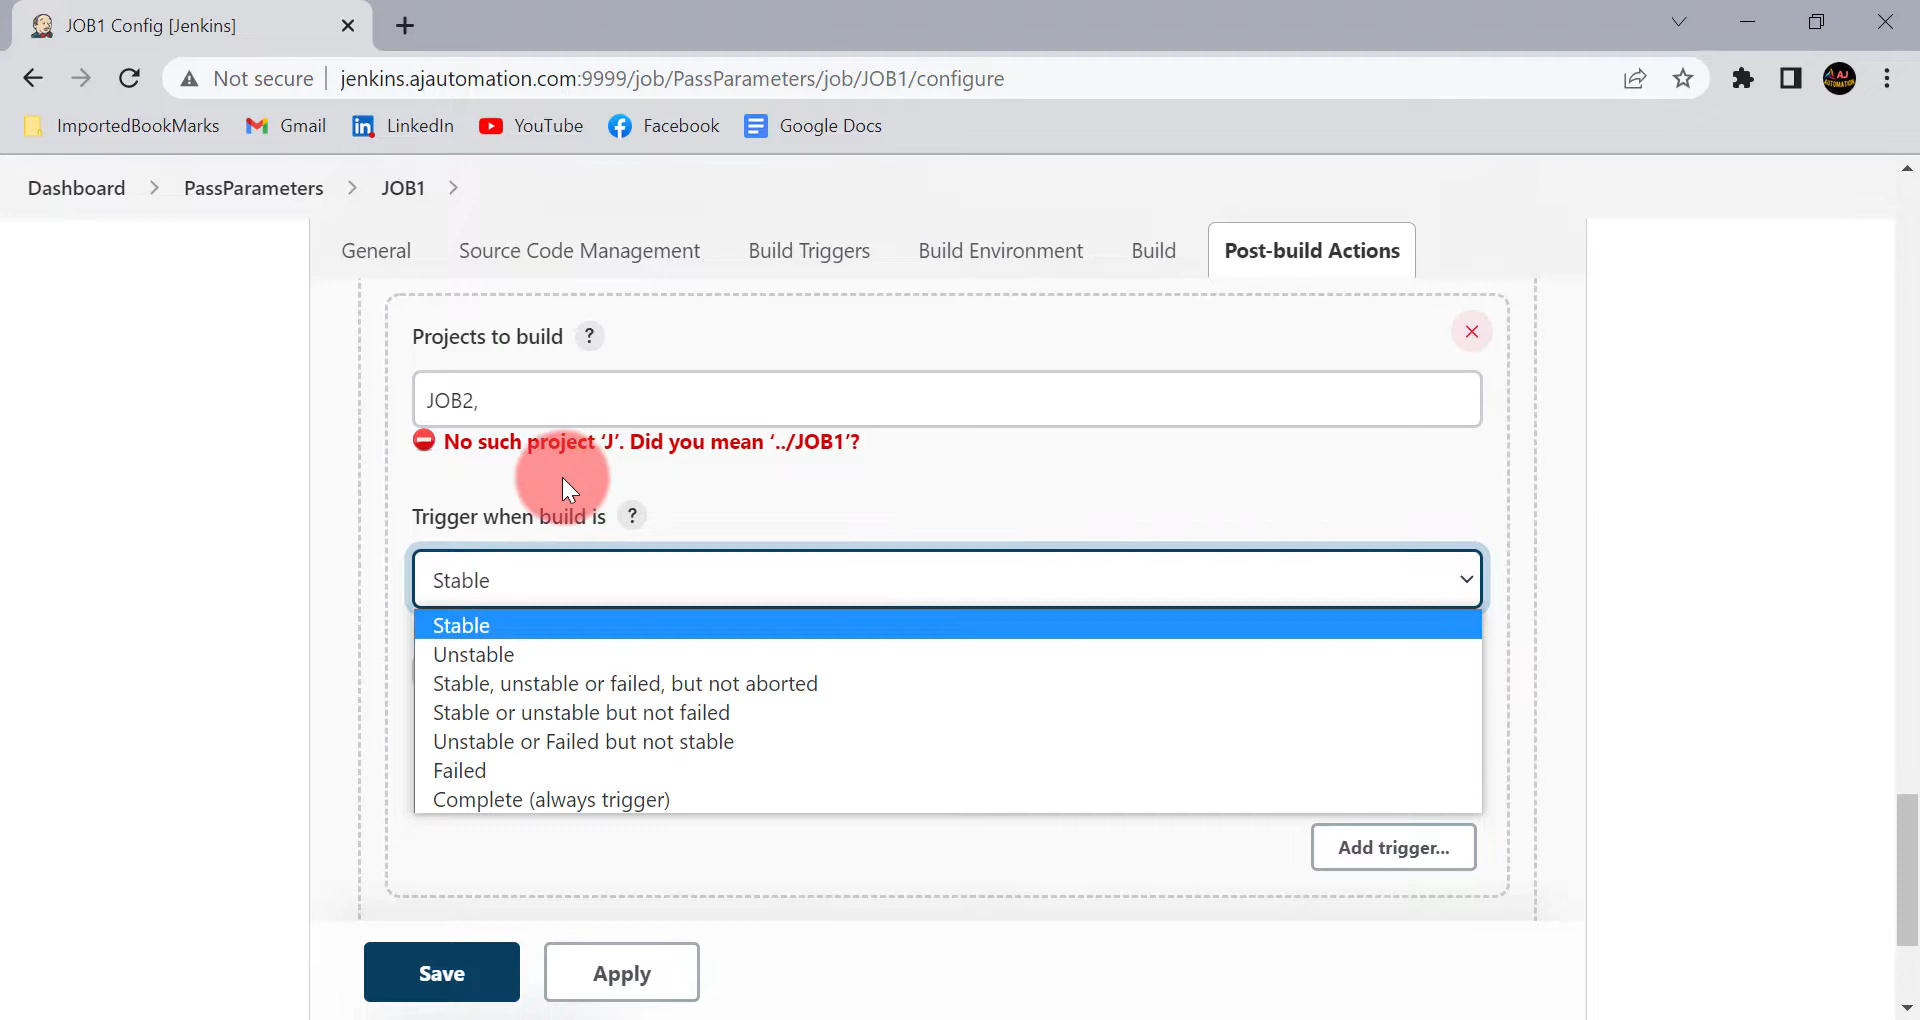 JOB1 Config [Jenkins]
Not secure
jenkins.ajautomation.com:9999/job/PassParameters/job/JOB1/configure
ImportedBookMarks
Gmail
LinkedIn
YouTube
Facebook
Google Docs
Dashboard
PassParameters
JOB1
General
Source Code Management
Build Triggers
Build Environment
Build
Post-build Actions
Projects to build ?
JOB2,
No such project ‘J’. Did you mean ‘../JOB1’?
Trigger when build is ?
Stable
Stable
Unstable
Stable, unstable or failed, but not aborted
Stable or unstable but not failed
Unstable or Failed but not stable
Failed
Complete (always trigger)
Add trigger...
Save
Apply